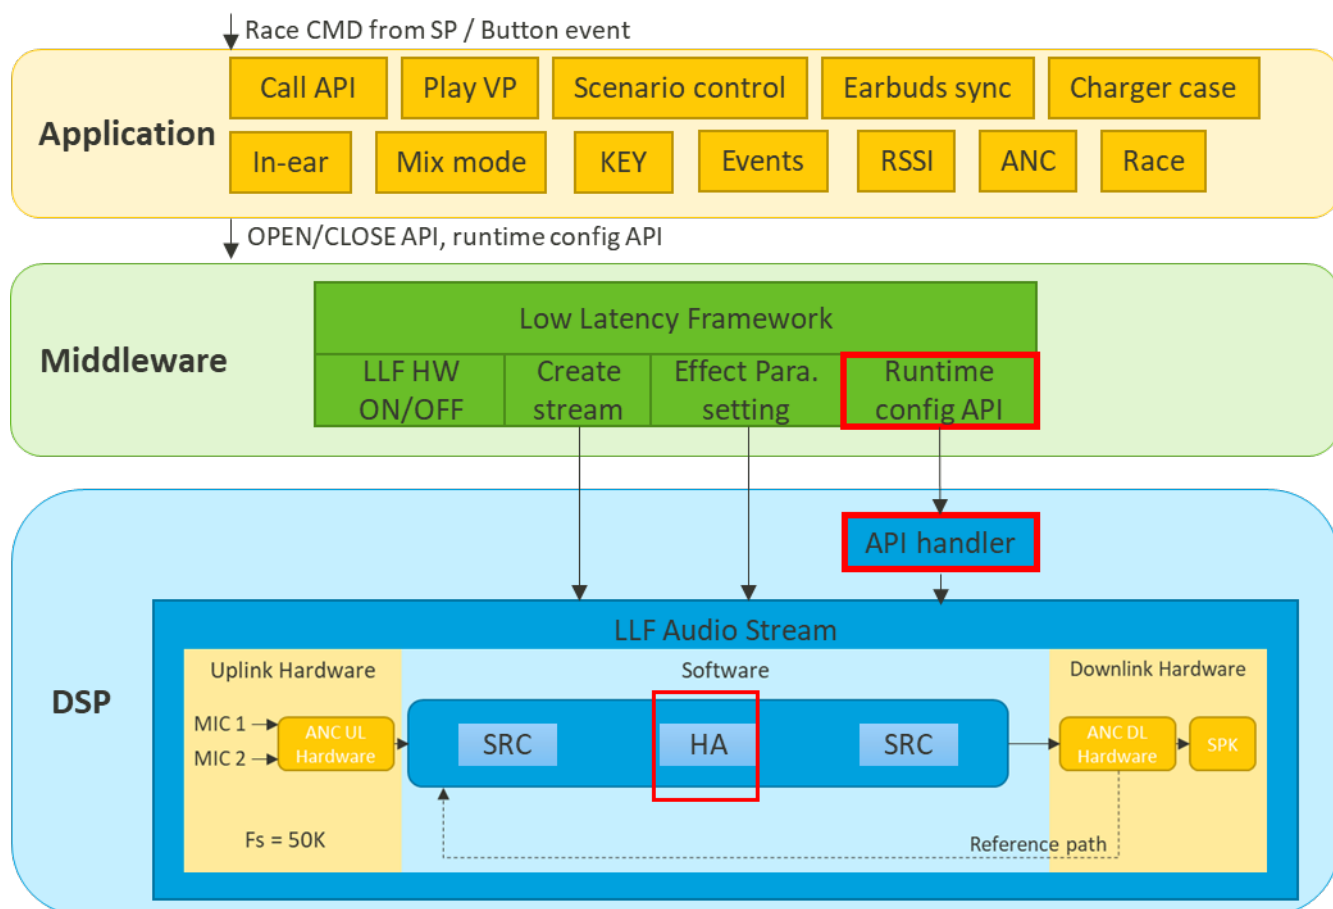 Race CMD from SP / Button event
Application
Call API
Play VP
Scenario control
Earbuds sync
Charger case
In-ear
Mix mode
KEY
Events
RSSI
ANC
Race
OPEN/CLOSE API, runtime config API
Middleware
Low Latency Framework
LLF HW
ON/OFF
Create
stream
Effect Para.
setting
Runtime
config API
DSP
API handler
LLF Audio Stream
Uplink Hardware
Software
Downlink Hardware
MIC 1
MIC 2
ANC UL
Hardware
SRC
HA
SRC
ANC DL
Hardware
SPK
Fs = 50K
Reference path